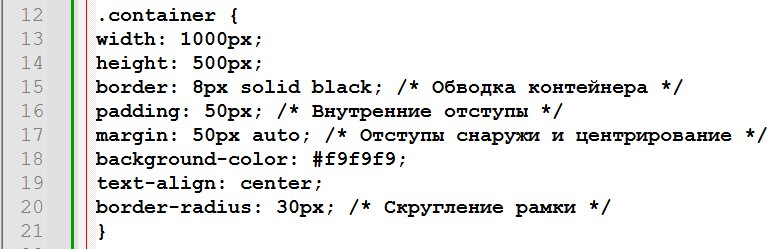 12 .container {
13 width: 1000px;
14 height: 500px;
15 border: 8px solid black; /* Обводка контейнера */
16 padding: 50px; /* Внутренние отступы */
17 margin: 50px auto; /* Отступы снаружи и центрирование */
18 background-color: #f9f9f9;
19 text-align: center;
20 border-radius: 30px; /* Скругление рамки */
21 }